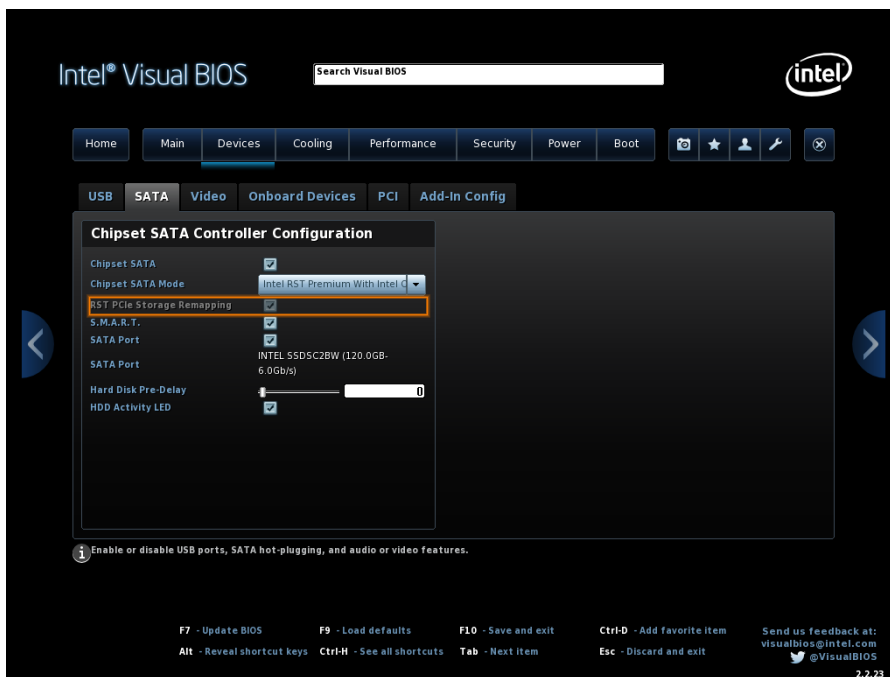 Intel® Visual BIOS
Search Visual BIOS
intel
Home Main Devices Cooling Performance Security Power Boot
USB SATA Video Onboard Devices PCI Add-In Config
Chipset SATA Controller Configuration
Chipset SATA
Chipset SATA Mode Intel RST Premium With Intel O
RST PCIe Storage Remapping
S.M.A.R.T.
SATA Port
SATA Port INTEL SSDSC2BW (120.0GB-
6.0Gb/s)
Hard Disk Pre-Delay 0
HDD Activity LED
Enable or disable USB ports, SATA hot-plugging, and audio or video features.
F7 - Update BIOS F9 - Load defaults F10 - Save and exit Ctrl-D - Add favorite item
Alt - Reveal shortcut keys Ctrl-H - See all shortcuts Tab - Next item Esc - Discard and exit
Send us feedback at:
visualbios@intel.com
@VisualBIOS
2.2.23